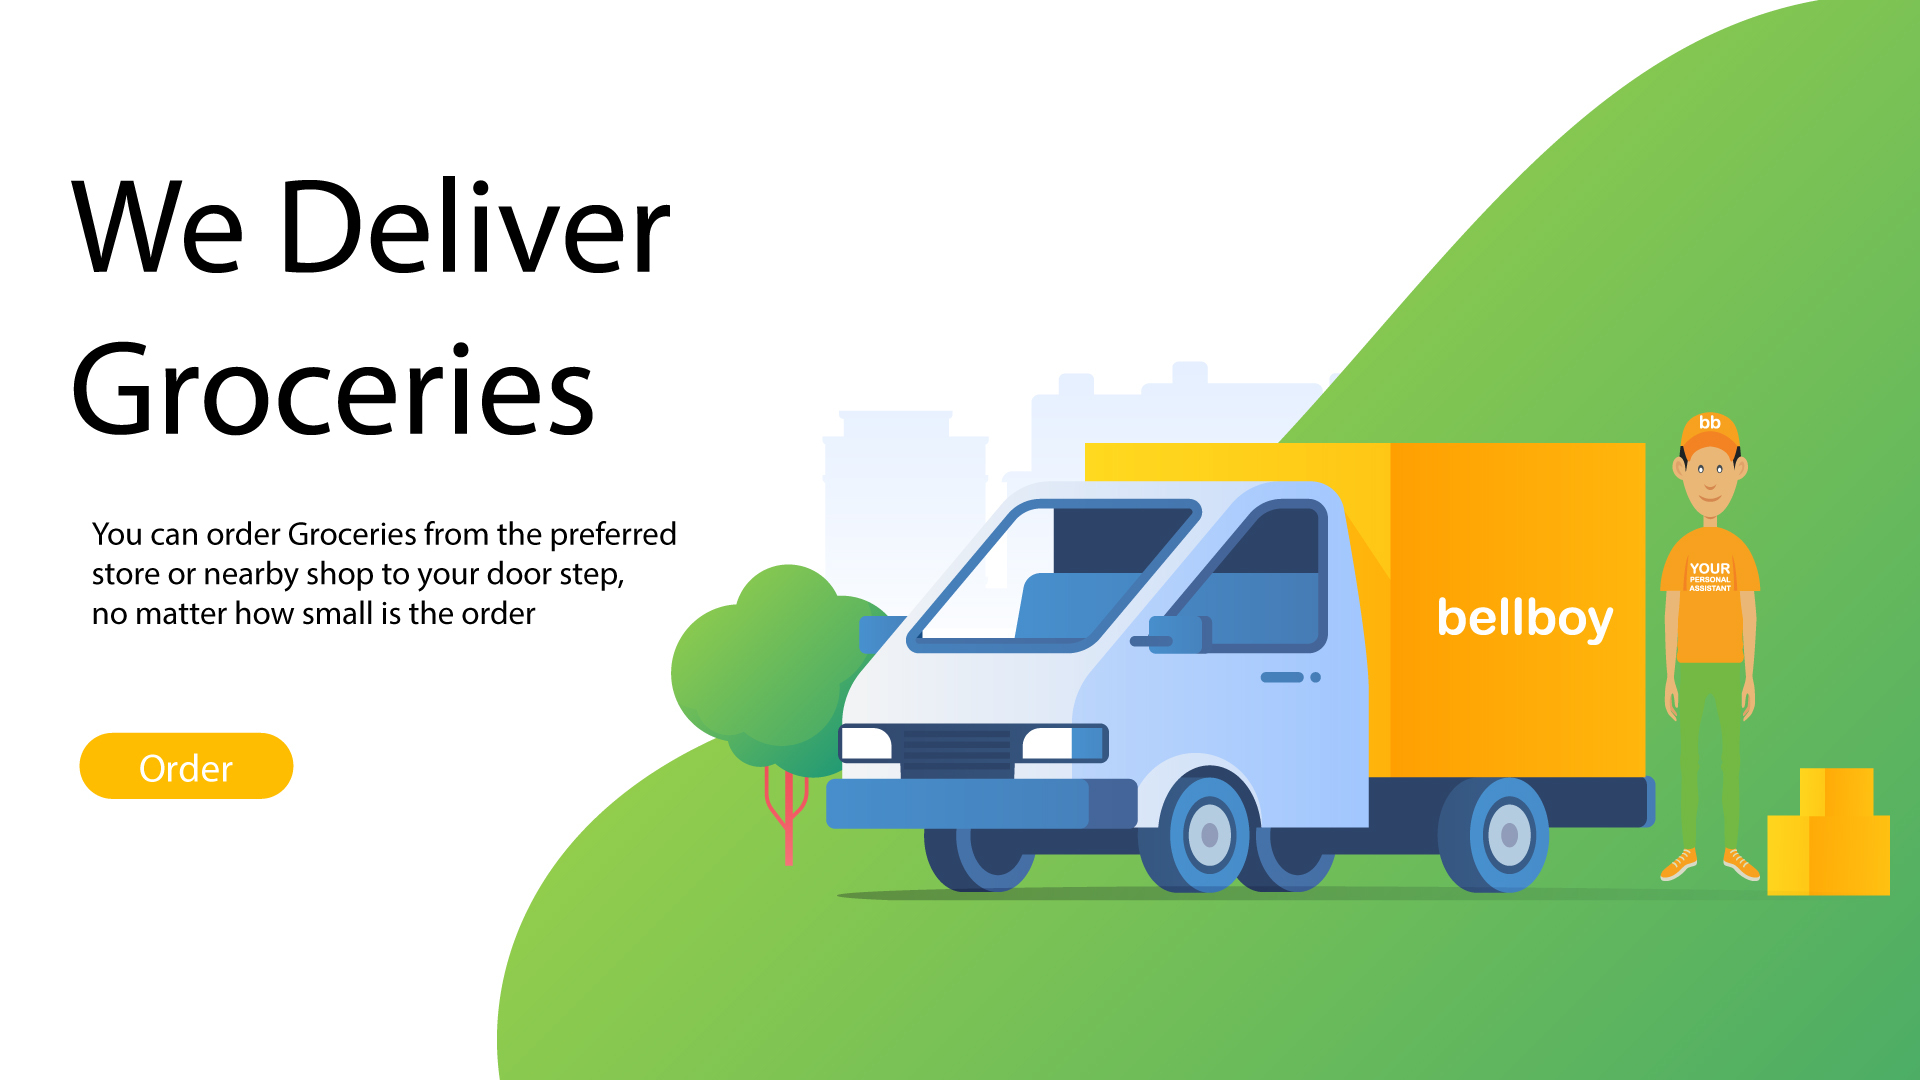 We Deliver
Groceries
You can order Groceries from the preferred
store or nearby shop to your door step,
no matter how small is the order
Order
bellboy
bb
YOUR
PERSONAL
ASSISTANT